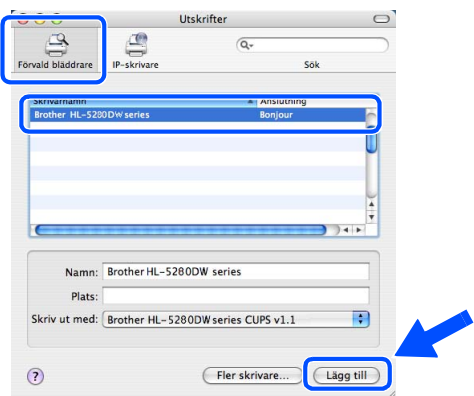 Utskrifter
Förvald bläddrare
IP-skrivare
Sök
Skrivarnamn Anslutning
Brother HL-5280DW series Bonjour
Namn: Brother HL-5280DW series
Plats:
Skriv ut med: Brother HL-5280DW series CUPS v1.1
? Fler skrivare... Lägg till